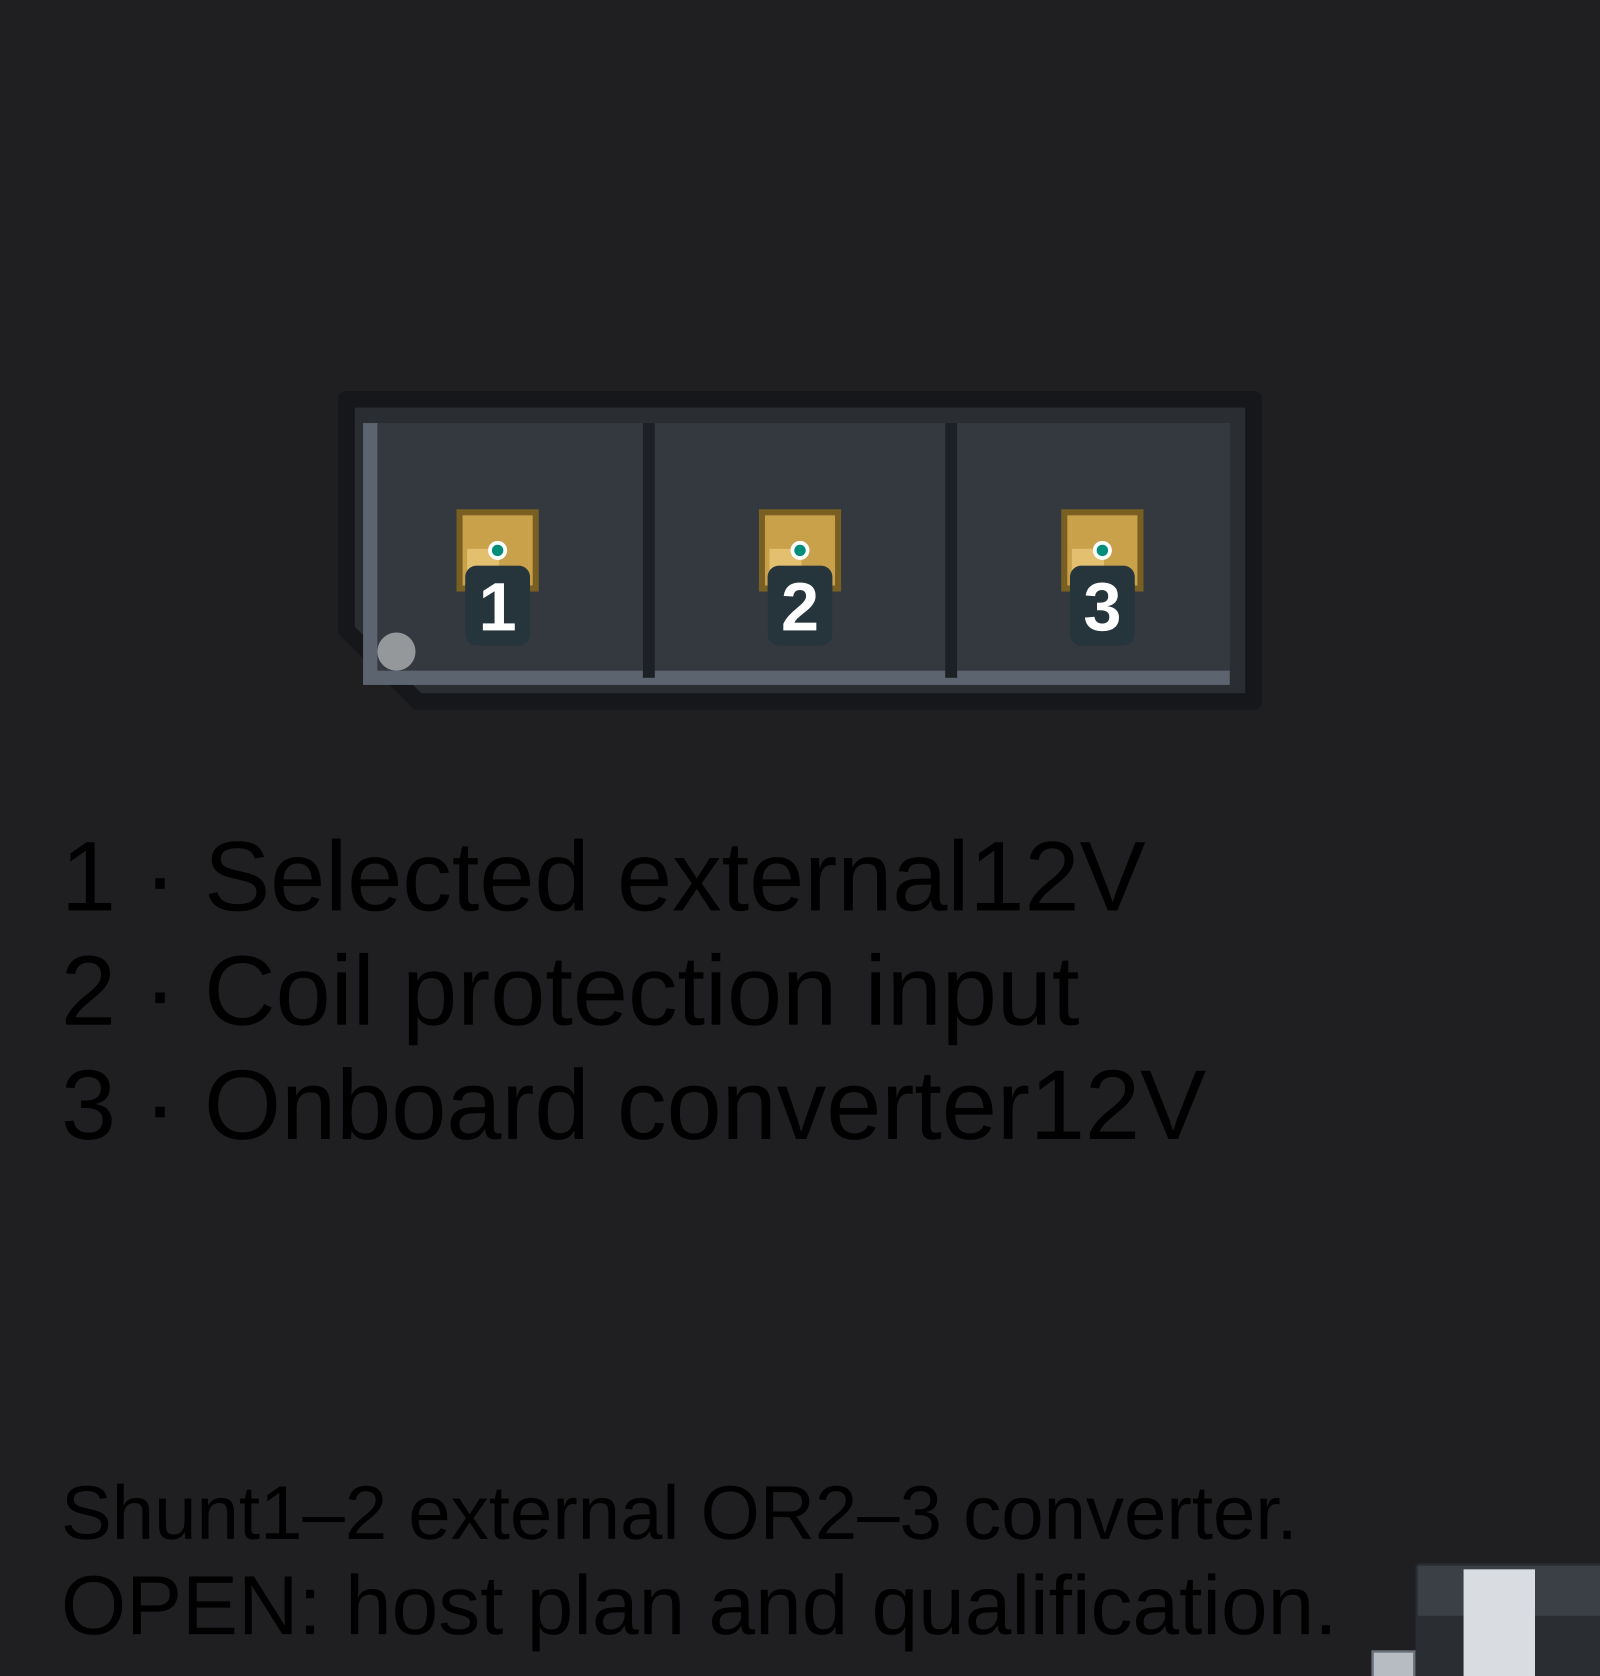 1 2 3
1 · Selected external12V
2 · Coil protection input
3 · Onboard converter12V
Shunt1–2 external OR2–3 converter.
OPEN: host plan and qualification.